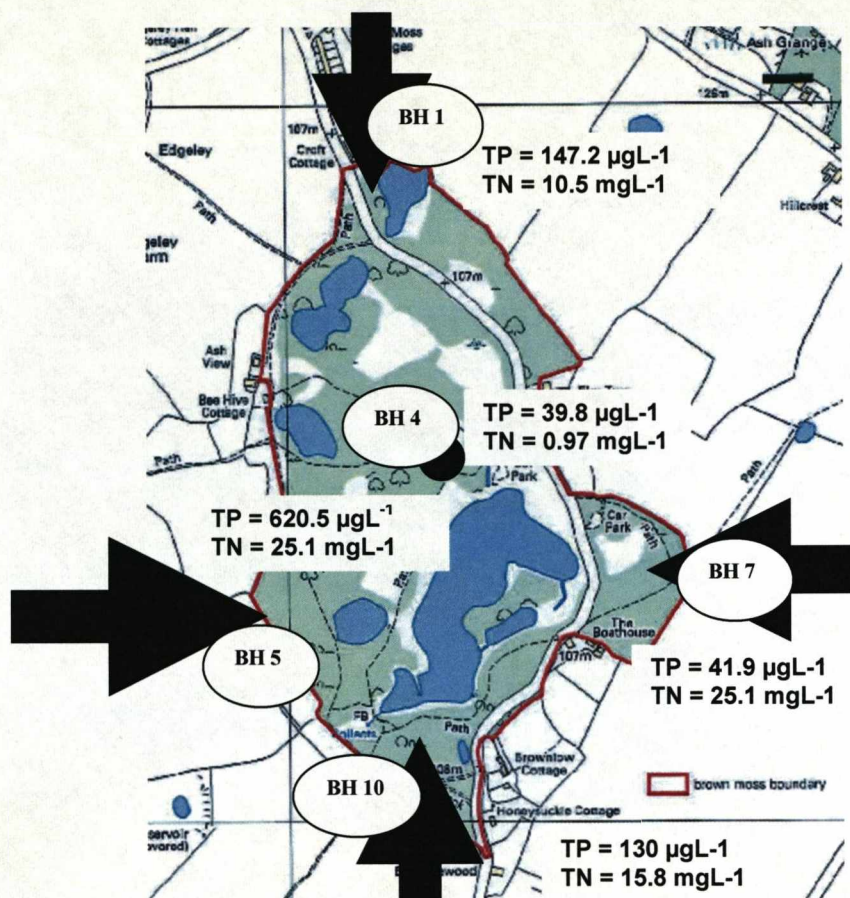 Moss
Cottages
Ash Grange
BH 1
126m
107m
Croft
Cottage
Edgeley
TP = 147.2 µgL-1
TN = 10.5 mgL-1
Path
Path
Hillcrest
107m
Ash
View
Bee Hive
Cottage
BH 4
TP = 39.8 µgL-1
TN = 0.97 mgL-1
Path
Park
Path
TP = 620.5 µgL-1
TN = 25.1 mgL-1
Car
Park
Path
BH 7
The
Boathouse
107m
BH 5
TP = 41.9 µgL-1
TN = 25.1 mgL-1
FB
Path
BH 10
Brownlow
Cottage
brown moss boundary
Honeysuckle Cottage
TP = 130 µgL-1
TN = 15.8 mgL-1